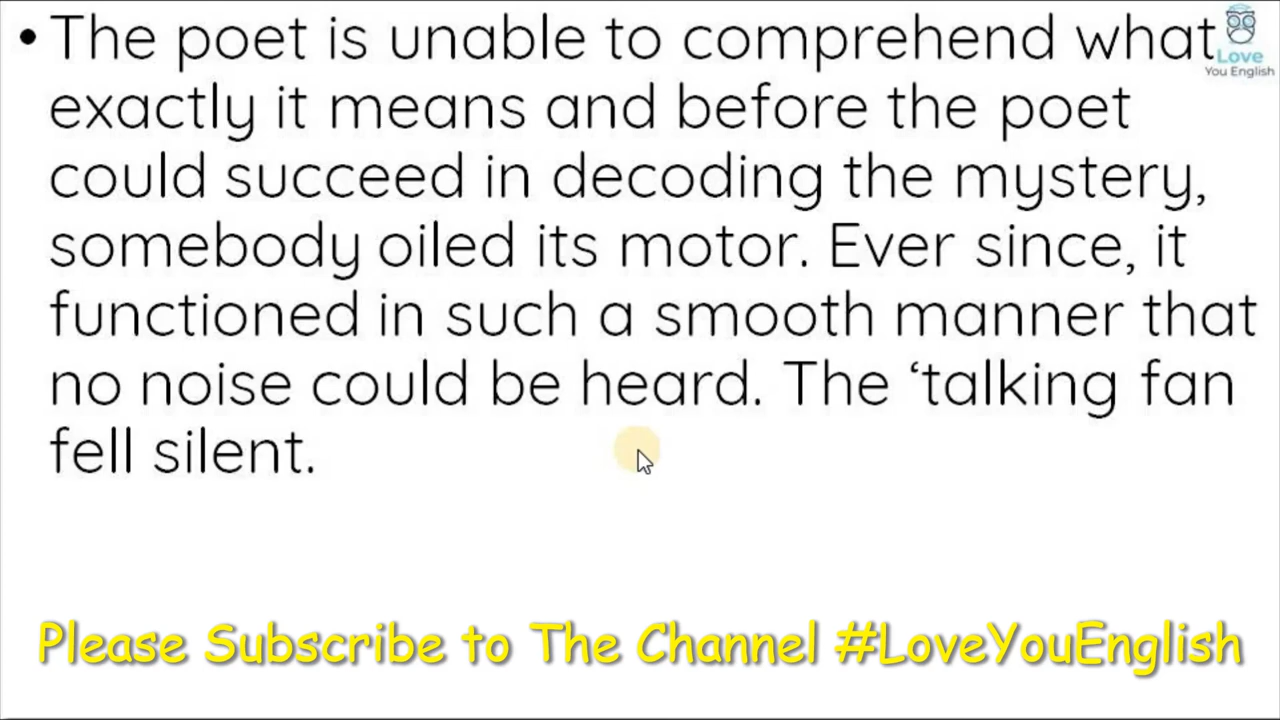 • The poet is unable to comprehend what
exactly it means and before the poet
could succeed in decoding the mystery,
somebody oiled its motor. Ever since, it
functioned in such a smooth manner that
no noise could be heard. The ‘talking fan
fell silent.
Love
You English
Please Subscribe to The Channel #LoveYouEnglish